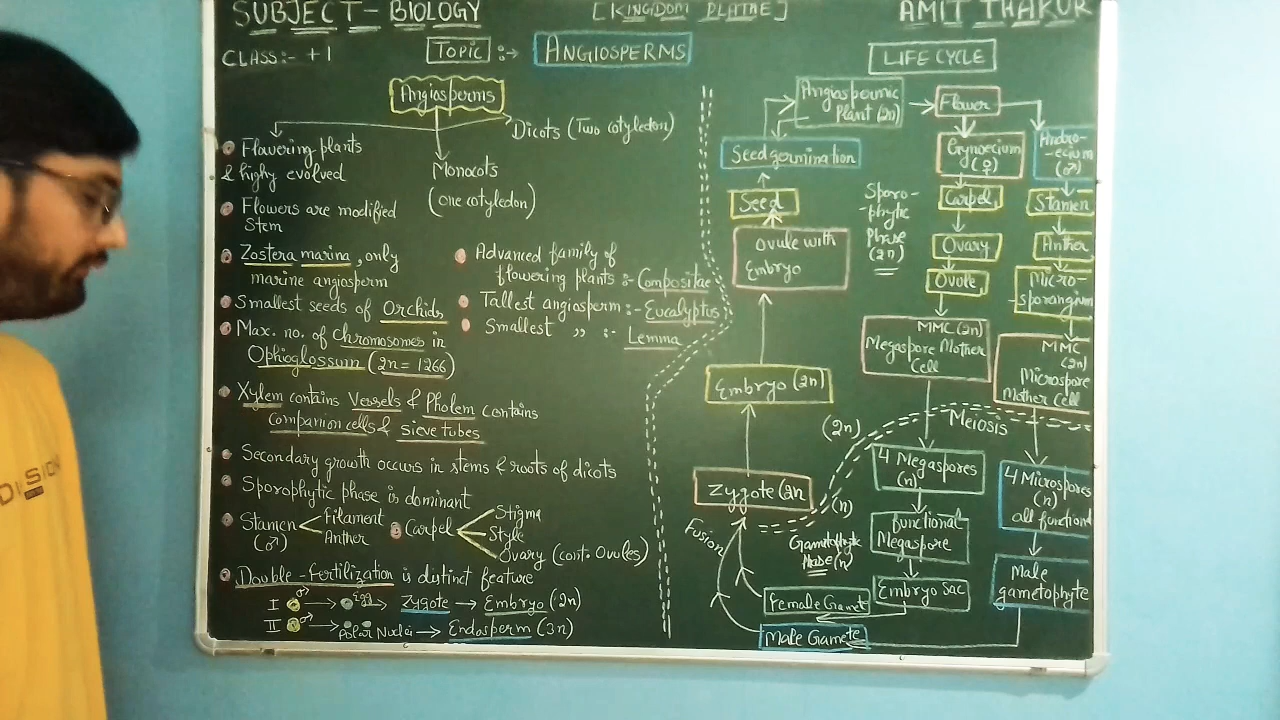 SUBJECT - BIOLOGY
[KINGDOM PLATAE]
AMIT THAKUR
CLASS:- +1
TOPIC :->
ANGIOSPERMS
LIFE CYCLE
Angiosperms
Dicots (Two cotyledon)
Monocots
(One cotyledon)
Flowering plants
& highy evolved
Flowers are modified
Stem
Zostera marina, only
marine angiosperm
Smallest seeds of Orchids
Max. no. of chromosomes in
Ophioglossum (2n = 1266)
Advanced family of
flowering plants :- Compositae
Tallest angiosperm :- Eucalyptus
Smallest ,, :- Lemma
Xylem contains Vessels & Pholem contains
Companion cells & sieve tubes
Secondary growth occurs in stems & roots of dicots
Sporophytic phase is dominant
Stamen
(♂)
Filament
Anther
Carpel
Stigma
Style
Ovary (cont: Ovules)
Double-Fertilization is distinct feature
I ♂ → Egg → Zygote → Embryo (2n)
II ♂ → Polar Nuclei → Endosperm (3n)
Angiospermic
Plant (2n)
Flower
Seed germination
Seed
Ovule with
Embryo
Embryo (2n)
Zygote (2n
Sporo-
-phytic
Phase
(2n)
Gynoecium
(♀)
Carpel
Ovary
Ovule
MMC (2n)
Megaspore Mother
Cell
Andro-
-ecium
(♂)
Stamen
Anther
Micro-
-sporangium
MMC
(2n)
Microspore
Mother Cell
Meiosis
(2n)
(n)
4 Megaspores
(n)
functional
Megaspore
Embryo Sac
4 Microspores
(n)
all function
Male
gametophyte
Gametophytic
Phase (n)
Fusion
Female Gamet
Male Gamete
DIVISION